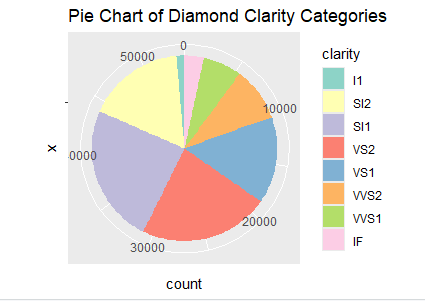 Pie Chart of Diamond Clarity Categories
0
50000
10000
0000
20000
30000
x
count
clarity
I1
SI2
SI1
VS2
VS1
VVS2
VVS1
IF